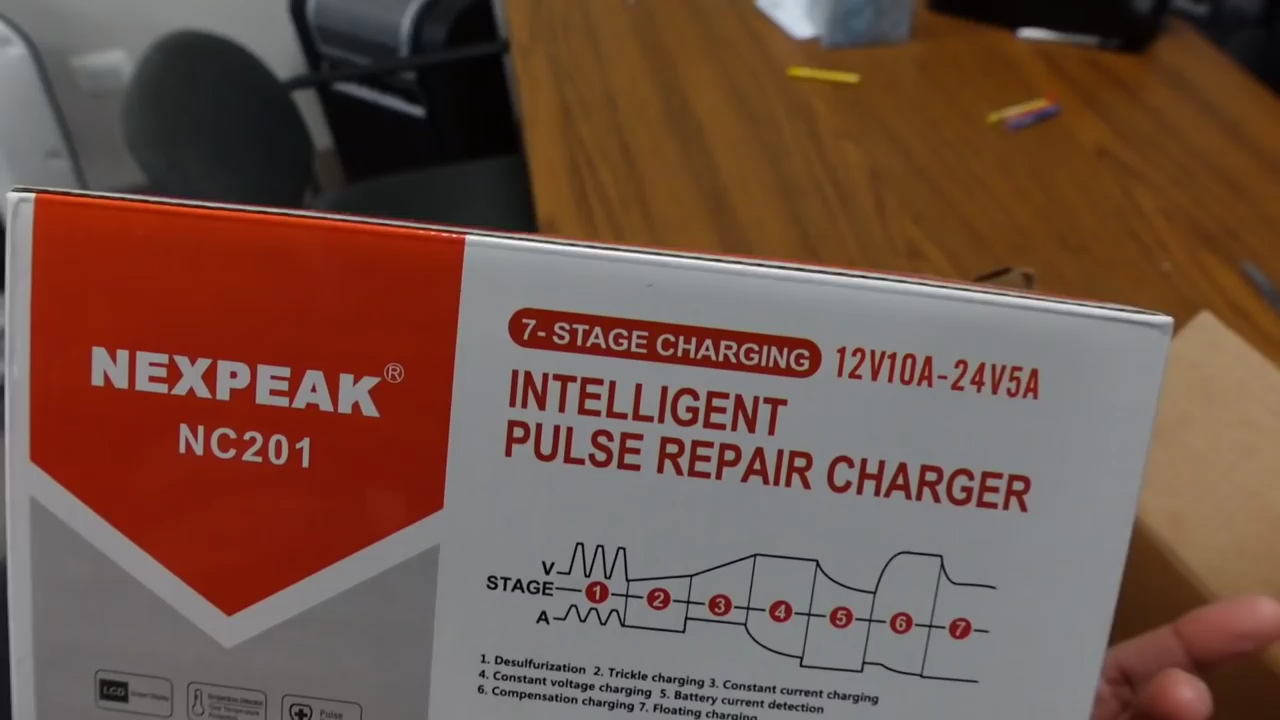 NEXPEAK®
NC201
7- STAGE CHARGING 12V10A-24V5A
INTELLIGENT
PULSE REPAIR CHARGER
V
STAGE 1 2 3 4 5 6 7
A
1. Desulfurization 2. Trickle charging 3. Constant current charging
4. Constant voltage charging 5. Battery current detection
6. Compensation charging 7. Floating charging
LCD
Pulse